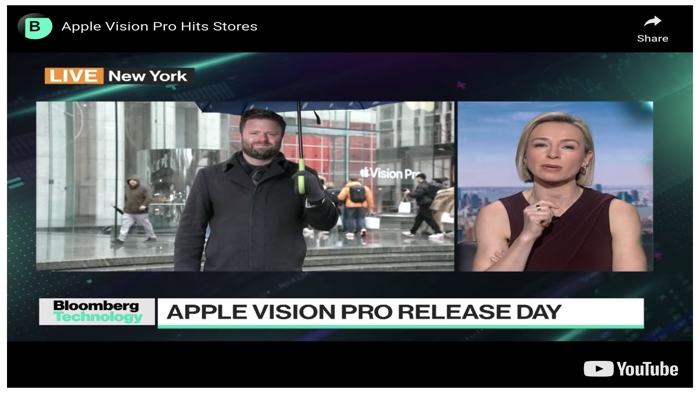 B
Apple Vision Pro Hits Stores
Share
LIVE New York
Vision Pro
Bloomberg
Technology
APPLE VISION PRO RELEASE DAY
YouTube